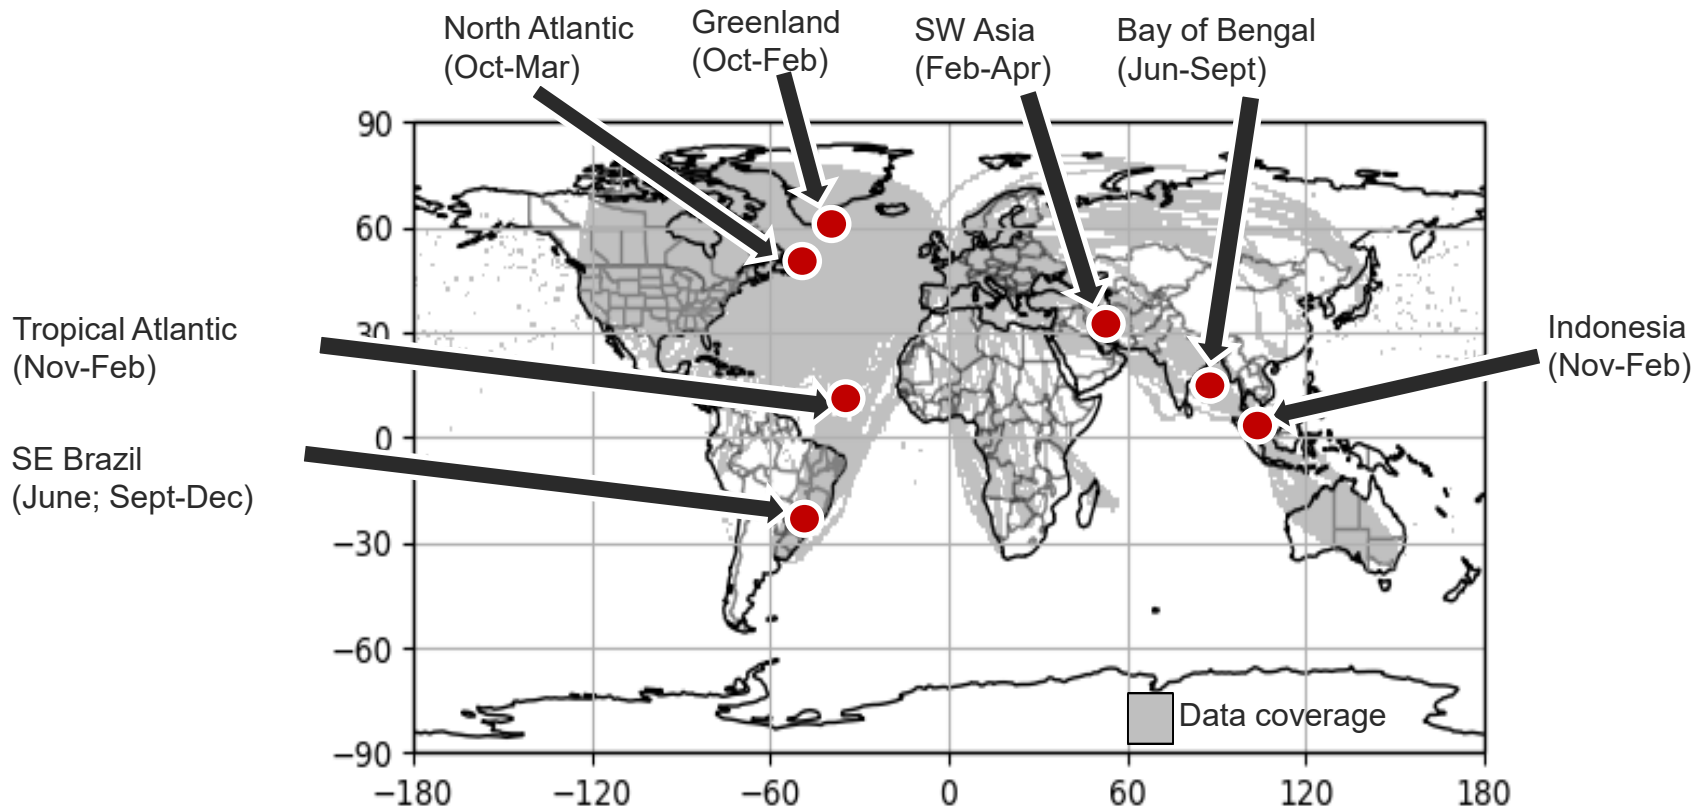 North Atlantic
(Oct-Mar)
Greenland
(Oct-Feb)
SW Asia
(Feb-Apr)
Bay of Bengal
(Jun-Sept)
Tropical Atlantic
(Nov-Feb)
SE Brazil
(June; Sept-Dec)
Indonesia
(Nov-Feb)
90
60
30
0
−30
−60
−90
Data coverage
−180
−120
−60
0
60
120
180